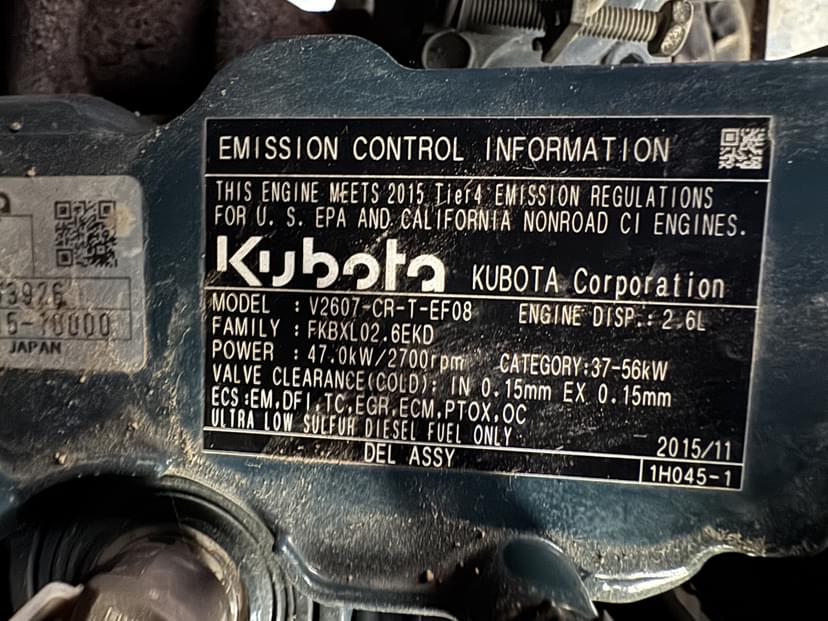 EMISSION CONTROL INFORMATION
THIS ENGINE MEETS 2015 Tier4 EMISSION REGULATIONS
FOR U. S. EPA AND CALIFORNIA NONROAD CI ENGINES.
Kubota KUBOTA Corporation
MODEL : V2607-CR-T-EF08 ENGINE DISP.: 2.6L
FAMILY : FKBXL02.6EKD
POWER : 47.0kW/2700rpm CATEGORY:37-56kW
VALVE CLEARANCE(COLD): IN 0.15mm EX 0.15mm
ECS:EM,DFI,TC,EGR,ECM,PTOX,OC
ULTRA LOW SULFUR DIESEL FUEL ONLY
2015/11
DEL ASSY
1H045-1
JAPAN